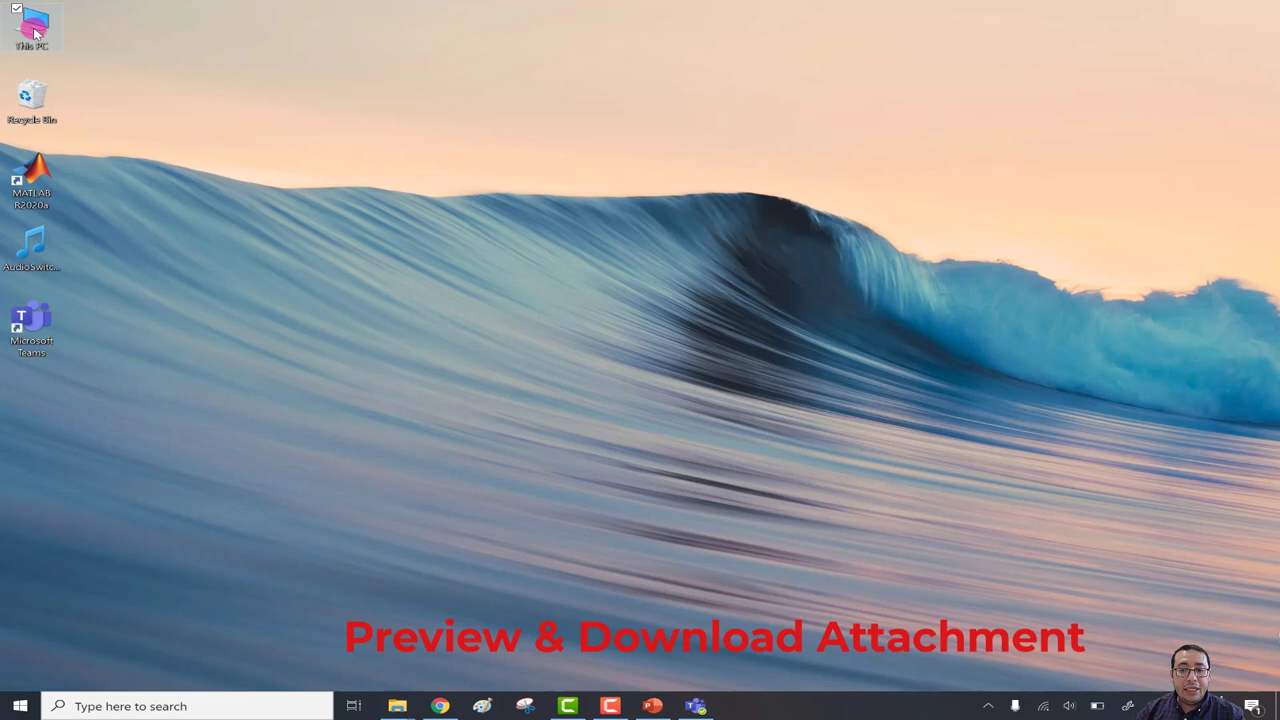 This PC
Recycle Bin
MATLAB
R2020a
AudioSwitc...
T
Microsoft
Teams
Preview & Download Attachment
Type here to search